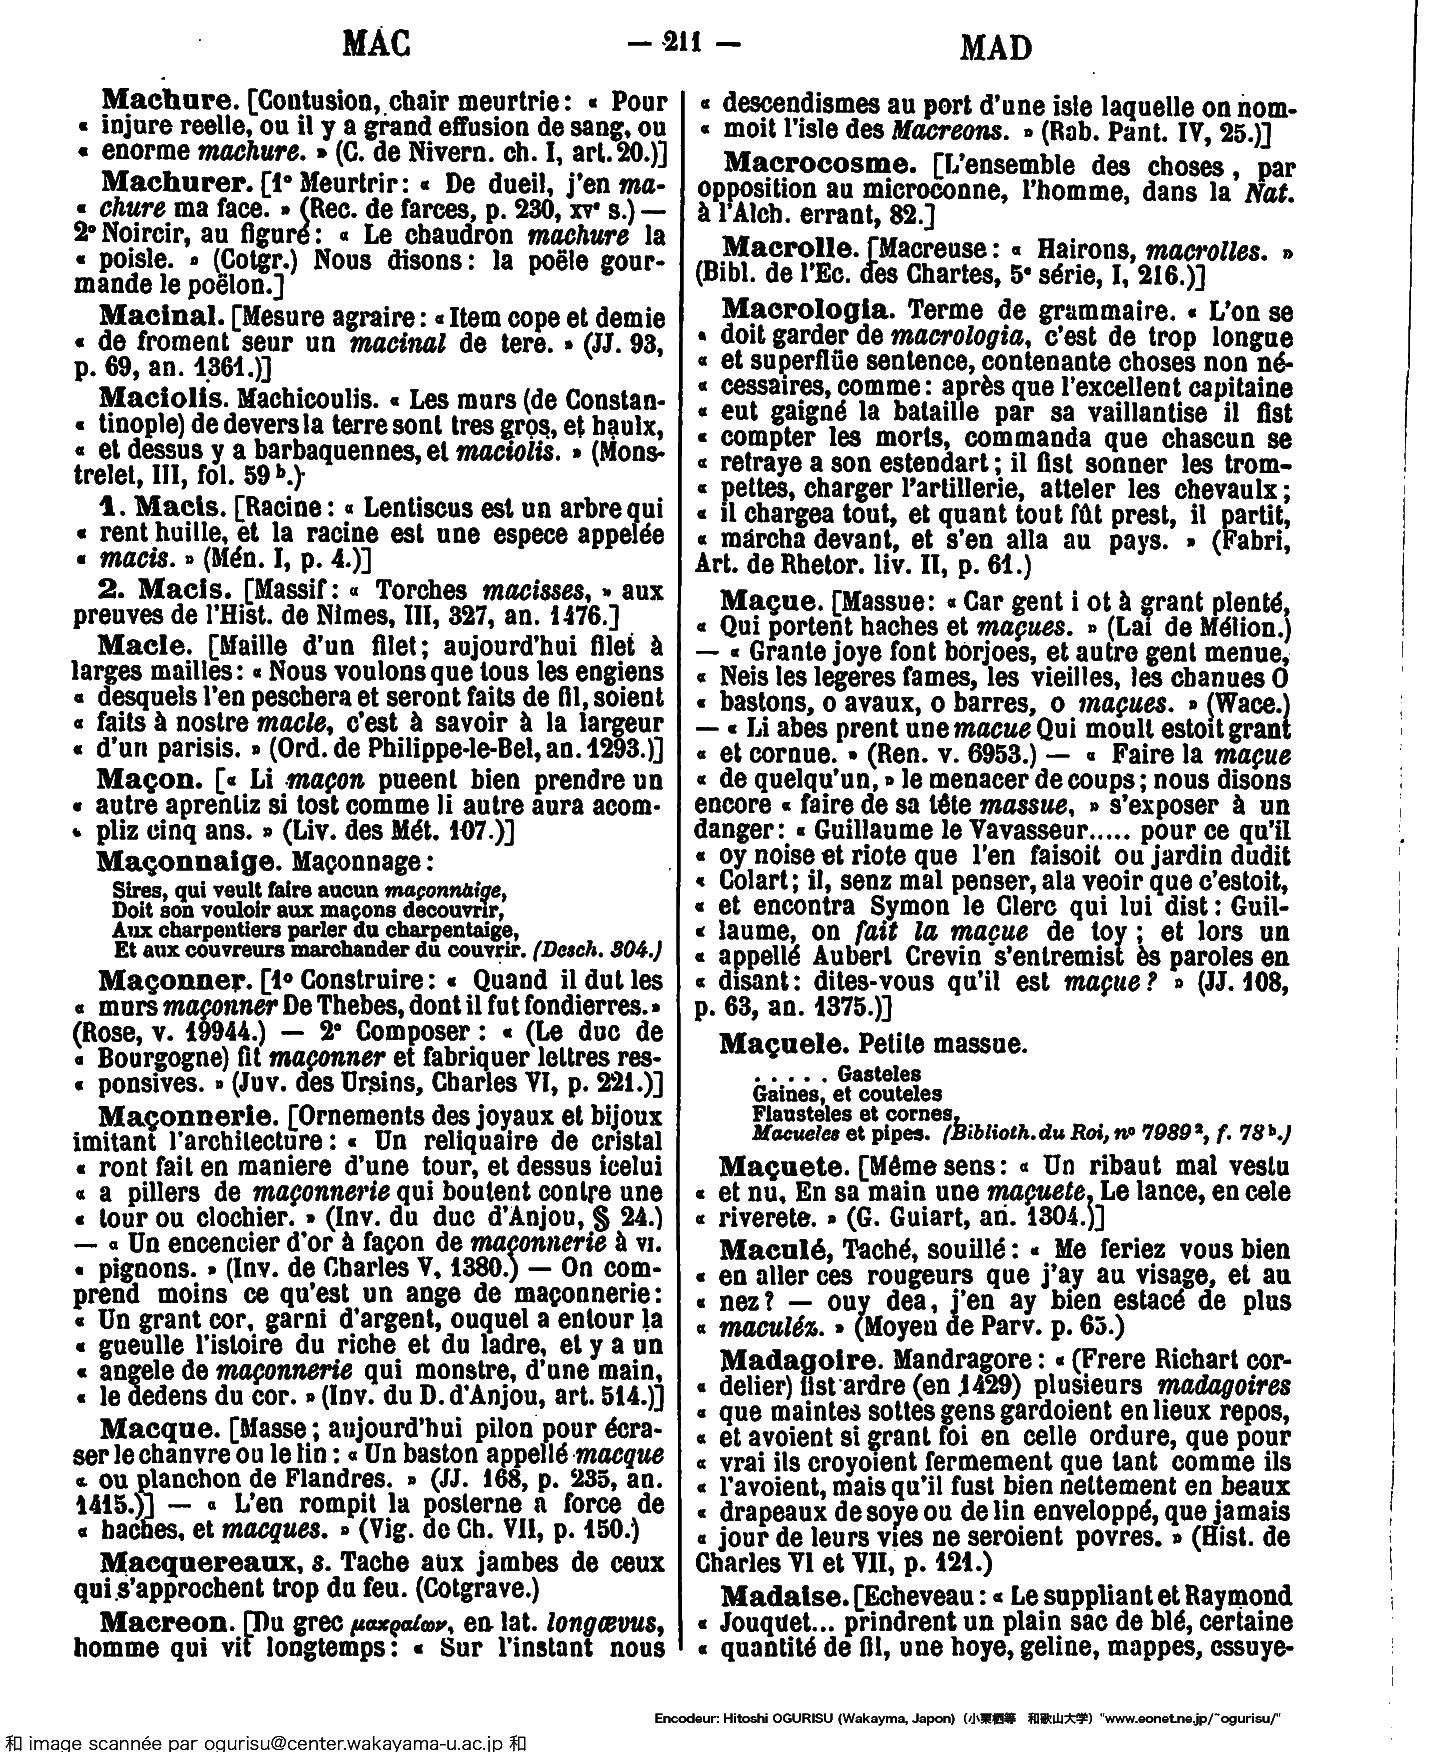 MAC
— 211 —
MAD
Machure. [Contusion, chair meurtrie : « Pour
« injure reelle, ou il y a grand effusion de sang, ou
« enorme machure. » (C. de Nivern. ch. I, art. 20.)]
Machurer. [1º Meurtrir : « De dueil, j'en ma-
« chure ma face. » (Rec. de farces, p. 230, xvᵉ s.) —
2º Noircir, au figuré : « Le chaudron machure la
« poisle. » (Cotgr.) Nous disons : la poële gour-
mande le poëlon.]
Macinal. [Mesure agraire : « Item cope et demie
« de froment seur un macinal de tere. » (JJ. 93,
p. 69, an. 1361.)]
Maciolis. Machicoulis. « Les murs (de Constan-
« tinople) de devers la terre sont tres gros, et haulx,
« et dessus y a barbaquennes, et maciolis. » (Mons-
trelet, III, fol. 59 ᵇ.)
1. Macis. [Racine : « Lentiscus est un arbre qui
« rent huille, et la racine est une espece appelée
« macis. » (Mén. I, p. 4.)]
2. Macis. [Massif : « Torches macisses, » aux
preuves de l'Hist. de Nîmes, III, 327, an. 1476.]
Macle. [Maille d'un filet ; aujourd'hui filet à
larges mailles : « Nous voulons que tous les engiens
« desquels l'en peschera et seront faits de fil, soient
« faits à nostre macle, c'est à savoir à la largeur
« d'un parisis. » (Ord. de Philippe-le-Bel, an. 1293.)]
Maçon. [« Li maçon pueent bien prendre un
« autre aprentiz si tost comme li autre aura acom-
« pliz cinq ans. » (Liv. des Mét. 107.)]
Maçonnaige. Maçonnage :
Sires, qui veult faire aucun maçonnaige,
Doit son vouloir aux maçons decouvrir,
Aux charpentiers parler du charpentaige,
Et aux couvreurs marchander du couvrir. (Desch. 304.)
Maçonner. [1º Construire : « Quand il dut les
« murs maçonner De Thebes, dont il fut fondierres. »
(Rose, v. 19944.) — 2º Composer : « (Le duc de
« Bourgogne) fit maçonner et fabriquer lettres res-
« ponsives. » (Juv. des Ursins, Charles VI, p. 221.)]
Maçonnerie. [Ornements des joyaux et bijoux
imitant l'architecture : « Un reliquaire de cristal
« ront fait en maniere d'une tour, et dessus icelui
« a pillers de maçonnerie qui boutent contre une
« tour ou clochier. » (Inv. du duc d'Anjou, § 24.)
— « Un encencier d'or à façon de maçonnerie à vi.
« pignons. » (Inv. de Charles V, 1380.) — On com-
prend moins ce qu'est un ange de maçonnerie :
« Un grant cor, garni d'argent, ouquel a entour la
« gueulle l'istoire du riche et du ladre, et y a un
« angele de maçonnerie qui monstre, d'une main,
« le dedens du cor. » (Inv. du D. d'Anjou, art. 514.)]
Macque. [Masse ; aujourd'hui pilon pour écra-
ser le chanvre ou le lin : « Un baston appellé macque
« ou planchon de Flandres. » (JJ. 168, p. 235, an.
1415.)] — « L'en rompit la posterne a force de
« haches, et macques. » (Vig. de Ch. VII, p. 150.)
Macquereaux, s. Tache aux jambes de ceux
qui s'approchent trop du feu. (Cotgrave.)
Macreon. [Du grec μακραίων, en lat. longævus,
homme qui vit longtemps : « Sur l'instant nous
« descendismes au port d'une isle laquelle on nom-
« moit l'isle des Macreons. » (Rab. Pant. IV, 25.)]
Macrocosme. [L'ensemble des choses, par
opposition au microconne, l'homme, dans la Nat.
à l'Alch. errant, 82.]
Macrolle. [Macreuse : « Hairons, macrolles. »
(Bibl. de l'Ec. des Chartes, 5ᵉ série, I, 216.)]
Macrologia. Terme de grammaire. « L'on se
« doit garder de macrologia, c'est de trop longue
« et superflüe sentence, contenante choses non né-
« cessaires, comme : après que l'excellent capitaine
« eut gaigné la bataille par sa vaillantise il fist
« compter les morts, commanda que chascun se
« retraye a son estendart ; il fist sonner les trom-
« pettes, charger l'artillerie, atteler les chevaulx ;
« il chargea tout, et quant tout fût prest, il partit,
« marcha devant, et s'en alla au pays. » (Fabri,
Art. de Rhetor. liv. II, p. 61.)
Maçue. [Massue : « Car gent i ot à grant plenté,
« Qui portent haches et maçues. » (Lai de Mélion.)
— « Grante joye font borjoes, et autre gent menue,
« Neis les legeres fames, les vieilles, les chanues O
« bastons, o avaux, o barres, o maçues. » (Wace.)
— « Li abes prent une macue Qui moult estoit grant
« et cornue. » (Ren. v. 6953.) — « Faire la maçue
« de quelqu'un, » le menacer de coups ; nous disons
encore « faire de sa tête massue, » s'exposer à un
danger : « Guillaume le Vavasseur..... pour ce qu'il
« oy noise et riote que l'en faisoit ou jardin dudit
« Colart ; il, senz mal penser, ala veoir que c'estoit,
« et encontra Symon le Clerc qui lui dist : Guil-
« laume, on fait la maçue de toy ; et lors un
« appellé Aubert Crevin s'entremist ès paroles en
« disant : dites-vous qu'il est maçue ? » (JJ. 108,
p. 63, an. 1375.)]
Maçuele. Petite massue.
. . . . . Gasteles
Gaines, et couteles
Flausteles et cornes,
Macueles et pipes. (Biblioth. du Roi, nº 7989², f. 78ᵇ.)
Maçuete. [Même sens : « Un ribaut mal vestu
« et nu, En sa main une maçuete, Le lance, en cele
« riverete. » (G. Guiart, an. 1304.)]
Maculé, Taché, souillé : « Me feriez vous bien
« en aller ces rougeurs que j'ay au visage, et au
« nez ? — ouy dea, j'en ay bien estacé de plus
« maculéz. » (Moyen de Parv. p. 63.)
Madagoire. Mandragore : « (Frere Richart cor-
« delier) fist ardre (en 1429) plusieurs madagoires
« que maintes sottes gens gardoient en lieux repos,
« et avoient si grant foi en celle ordure, que pour
« vrai ils croyoient fermement que tant comme ils
« l'avoient, mais qu'il fust bien nettement en beaux
« drapeaux de soye ou de lin enveloppé, que jamais
« jour de leurs vies ne seroient povres. » (Hist. de
Charles VI et VII, p. 121.)
Madaise. [Echeveau : « Le suppliant et Raymond
« Jouquet... prindrent un plain sac de blé, certaine
« quantité de fil, une hoye, geline, mappes, essuye-
Encodeur: Hitoshi OGURISU (Wakayma, Japon) (小栗栖等 和歌山大学) "www.eonet.ne.jp/~ogurisu/"
和 image scannée par ogurisu@center.wakayama-u.ac.jp 和